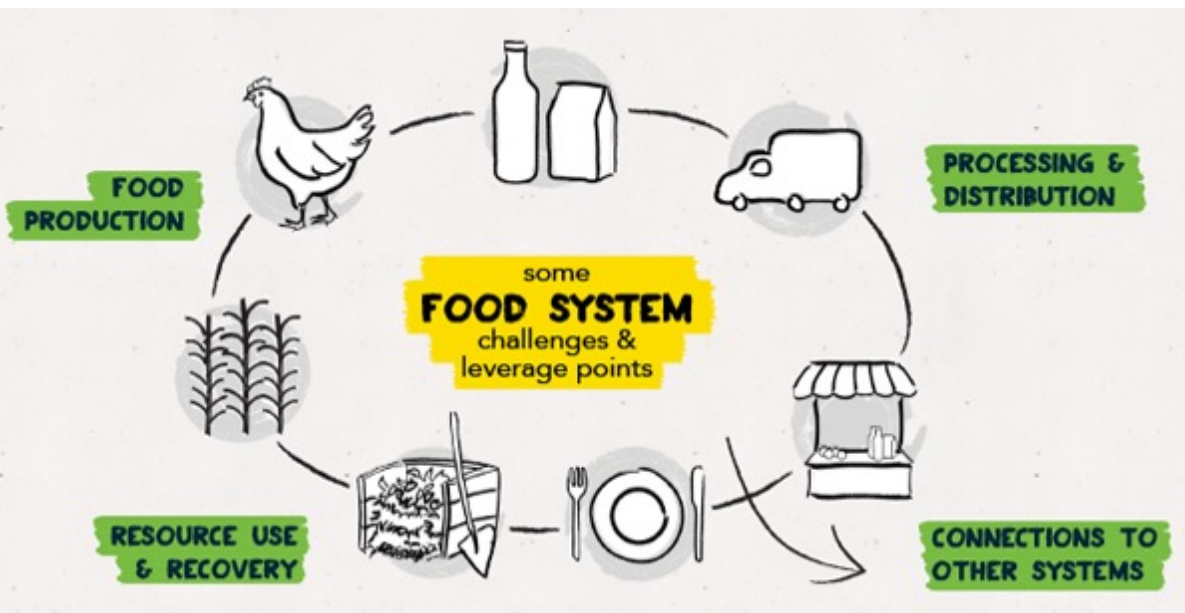 FOOD
PRODUCTION
PROCESSING &
DISTRIBUTION
some
FOOD SYSTEM
challenges &
leverage points
RESOURCE USE
& RECOVERY
CONNECTIONS TO
OTHER SYSTEMS